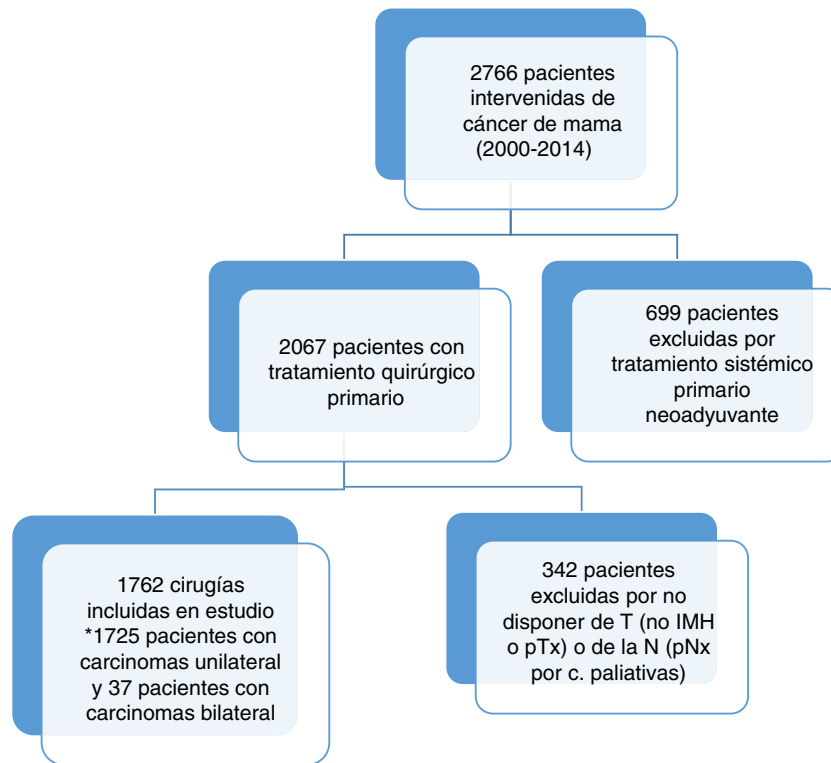 2766 pacientes
intervenidas de
cáncer de mama
(2000-2014)
2067 pacientes con
tratamiento quirúrgico
primario
699 pacientes
excluidas por
tratamiento sistémico
primario
neoadyuvante
1762 cirugías
incluidas en estudio
*1725 pacientes con
carcinomas unilateral
y 37 pacientes con
carcinomas bilateral
342 pacientes
excluidas por no
disponer de T (no IMH
o pTx) o de la N (pNx
por c. paliativas)